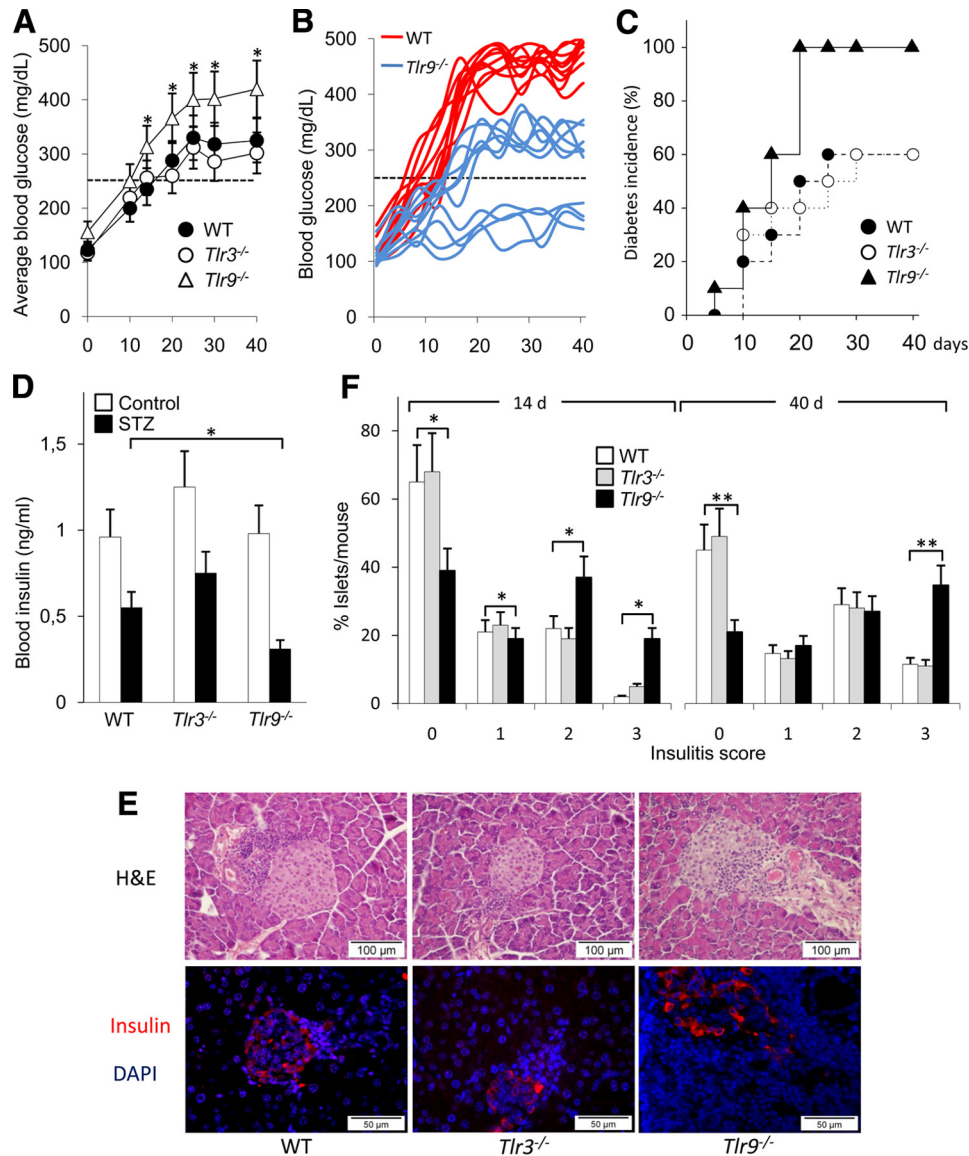 A
Average blood glucose (mg/dL)
500
400
300
200
100
0
* * * * *
WT
Tlr3-/-
Tlr9-/-
0 10 20 30 40
B
Blood glucose (mg/dL)
500
400
300
200
100
0
WT
Tlr9-/-
0 10 20 30 40
C
Diabetes incidence (%)
100
80
60
40
20
0
WT
Tlr3-/-
Tlr9-/-
0 10 20 30 40 days
D
Blood insulin (ng/ml)
Control
STZ
*
1,5
1
0,5
0
WT Tlr3-/- Tlr9-/-
F
% Islets/mouse
14 d 40 d
80
60
40
20
0
WT
Tlr3-/-
Tlr9-/-
* * * * ** **
0 1 2 3 0 1 2 3
Insulitis score
E
H&E
100 µm 100 µm 100 µm
Insulin
DAPI
50 µm 50 µm 50 µm
WT Tlr3-/- Tlr9-/-